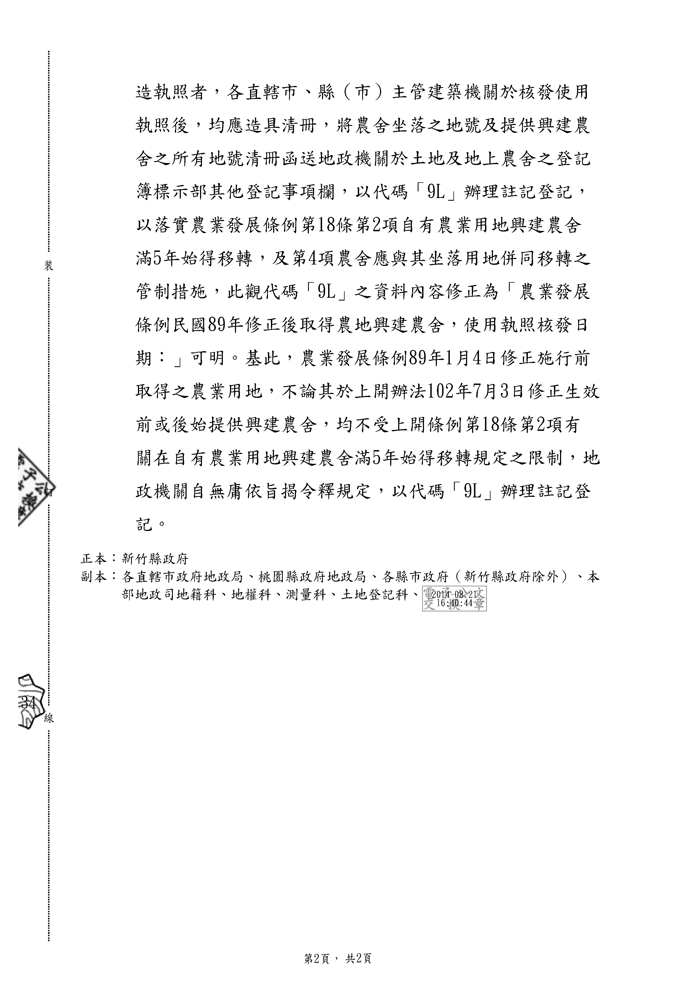 造執照者，各直轄市、縣（市）主管建築機關於核發使用
執照後，均應造具清冊，將農舍坐落之地號及提供興建農
舍之所有地號清冊函送地政機關於土地及地上農舍之登記
簿標示部其他登記事項欄，以代碼「9L」辦理註記登記，
以落實農業發展條例第18條第2項自有農業用地興建農舍
滿5年始得移轉，及第4項農舍應與其坐落用地併同移轉之
管制措施，此觀代碼「9L」之資料內容修正為「農業發展
條例民國89年修正後取得農地興建農舍，使用執照核發日
期：」可明。基此，農業發展條例89年1月4日修正施行前
取得之農業用地，不論其於上開辦法102年7月3日修正生效
前或後始提供興建農舍，均不受上開條例第18條第2項有
關在自有農業用地興建農舍滿5年始得移轉規定之限制，地
政機關自無庸依旨揭令釋規定，以代碼「9L」辦理註記登
記。
正本：新竹縣政府
副本：各直轄市政府地政局、桃園縣政府地政局、各縣市政府（新竹縣政府除外）、本
部地政司地籍科、地權科、測量科、土地登記科、
電子公文
交換章
2014-08-21
16:40:44
裝
訂
線
子公
34
第2頁， 共2頁